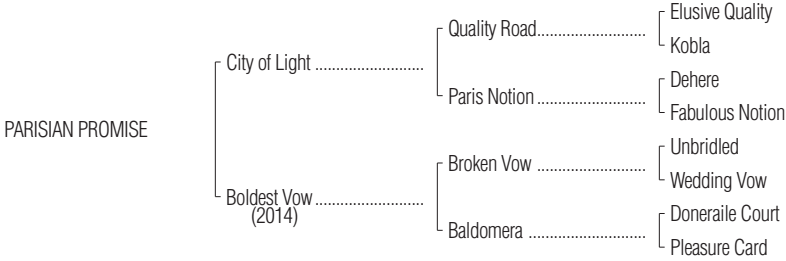 Elusive Quality
Quality Road..........................
Kobla
City of Light ..........................
Dehere
Paris Notion ..........................
Fabulous Notion
PARISIAN PROMISE
Unbridled
Broken Vow ..........................
Wedding Vow
Boldest Vow ..........................
(2014)
Doneraile Court
Baldomera ............................
Pleasure Card